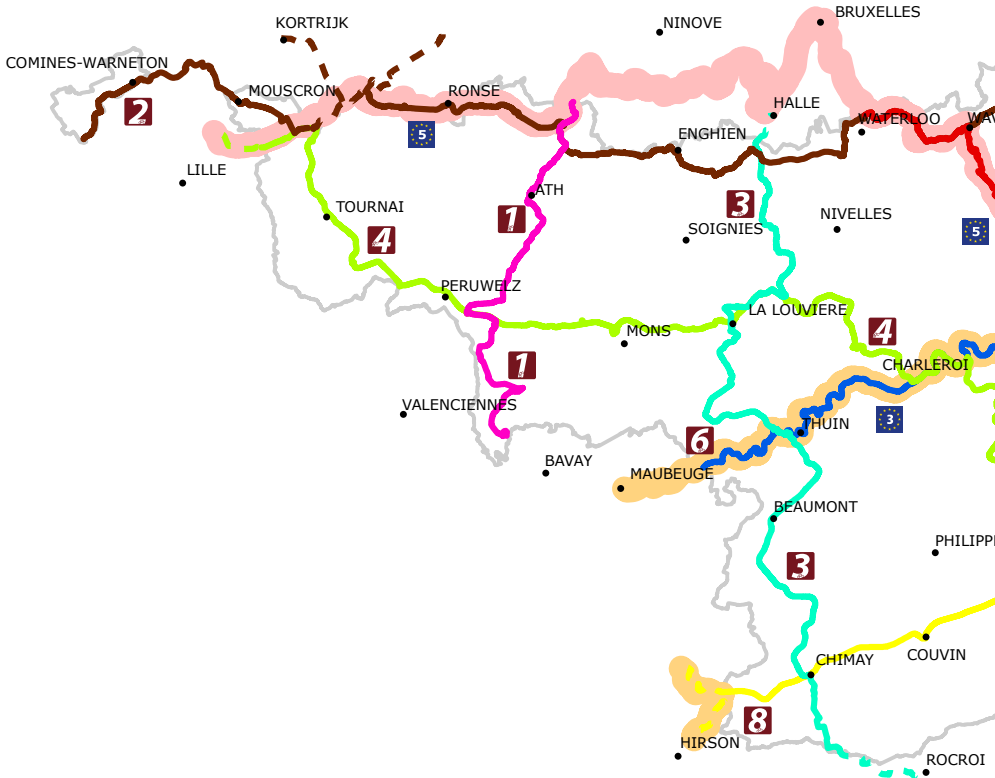 KORTRIJK
NINOVE
BRUXELLES
COMINES-WARNETON
2
MOUSCRON
RONSE
5
HALLE
WATERLOO
WAV
ENGHIEN
LILLE
ATH
TOURNAI
1
3
NIVELLES
SOIGNIES
5
4
PERUWELZ
LA LOUVIERE
MONS
4
CHARLEROI
1
VALENCIENNES
3
THUIN
6
BAVAY
MAUBEUGE
BEAUMONT
PHILIPPE
3
COUVIN
CHIMAY
8
HIRSON
ROCROI